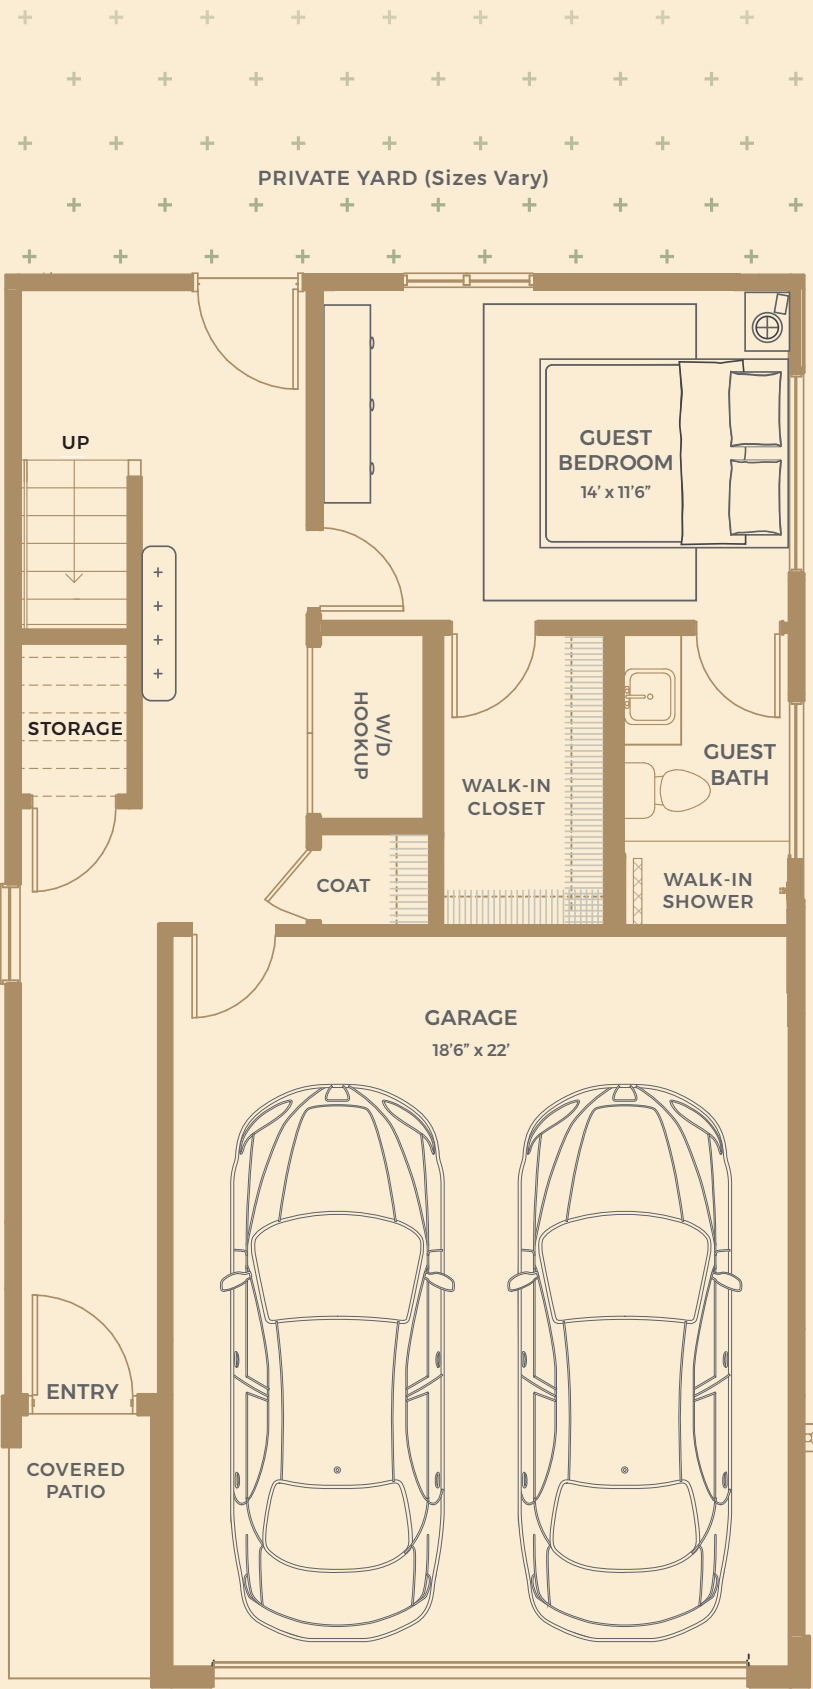 PRIVATE YARD (Sizes Vary)
UP
GUEST
BEDROOM
14’ x 11’6”
STORAGE
W/D
HOOKUP
WALK-IN
CLOSET
GUEST
BATH
COAT
WALK-IN
SHOWER
GARAGE
18’6” x 22’
ENTRY
COVERED
PATIO